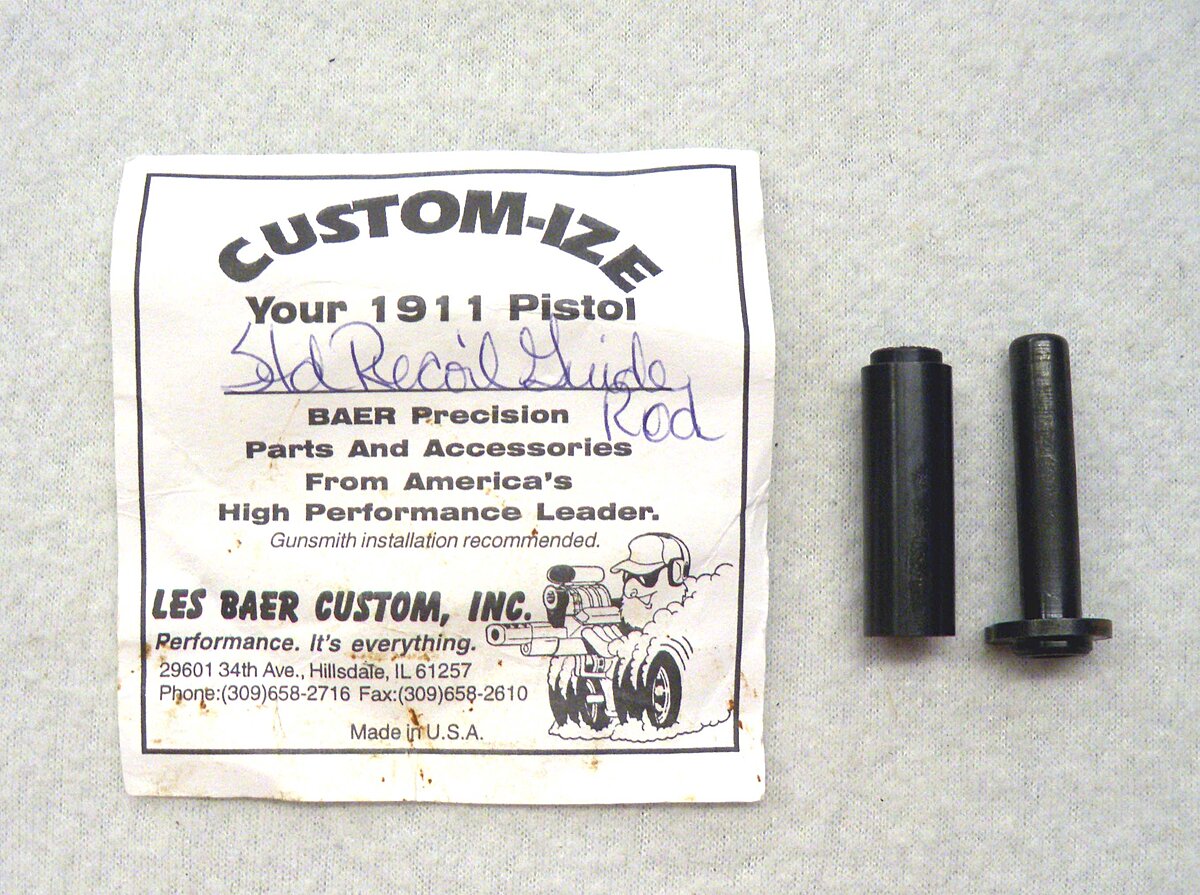 CUSTOM-IZE
Your 1911 Pistol
Std Recoil Guide
Rod
BAER Precision
Parts And Accessories
From America's
High Performance Leader.
Gunsmith installation recommended.
LES BAER CUSTOM, INC.
Performance. It's everything.
29601 34th Ave., Hillsdale, IL 61257
Phone:(309)658-2716 Fax:(309)658-2610
Made in U.S.A.